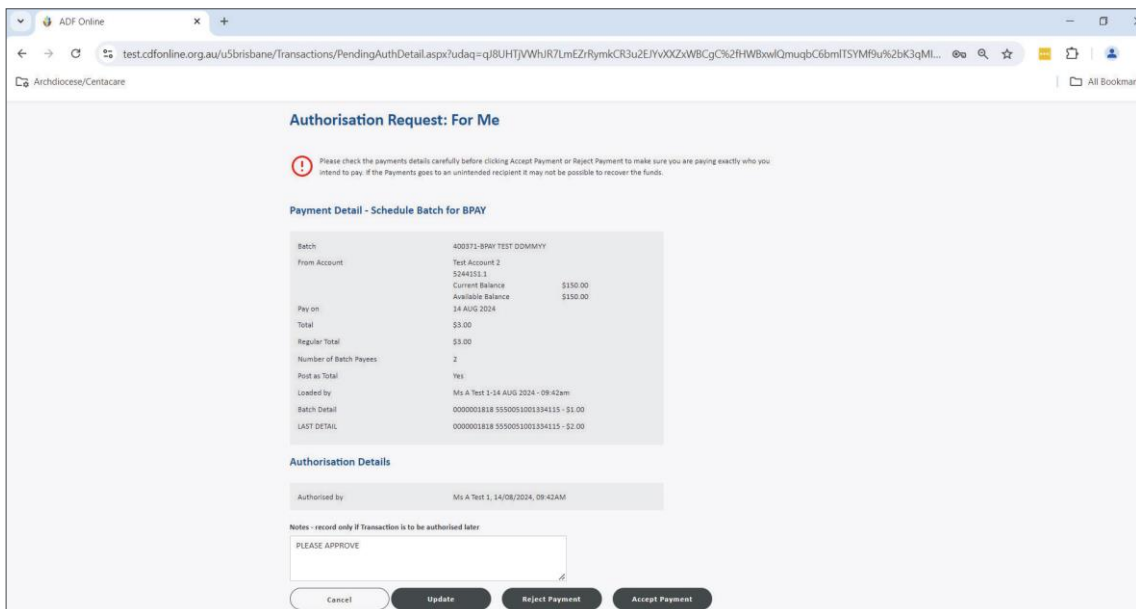 ADF Online
test.cdfonline.org.au/u5brisbane/Transactions/PendingAuthDetail.aspx?udaq=
Archdiocese/Centacare
All Bookmar
Authorisation Request: For Me
Please check the payments details carefully before clicking Accept Payment or Reject Payment to make sure you are paying exactly who you
intend to pay. If the Payments goes to an unintended recipient it may not be possible to recover the funds.
Payment Detail - Schedule Batch for BPAY
Batch 400371-BPAY TEST DDMMYY
From Account Test Account 2
5244151:1
Current Balance $150.00
Available Balance $150.00
Pay on 14 AUG 2024
Total $3.00
Regular Total $3.00
Number of Batch Payees 2
Post as Total Yes
Loaded by Ms A Test 1-14 AUG 2024 - 09:42am
Batch Detail 0000001818 5550051001334115 - $1.00
LAST DETAIL 0000001818 5550051001334115 - $2.00
Authorisation Details
Authorised by Ms A Test 1, 14/08/2024, 09:42AM
Notes - record only if Transaction is to be authorised later
PLEASE APPROVE
Cancel Update Reject Payment Accept Payment